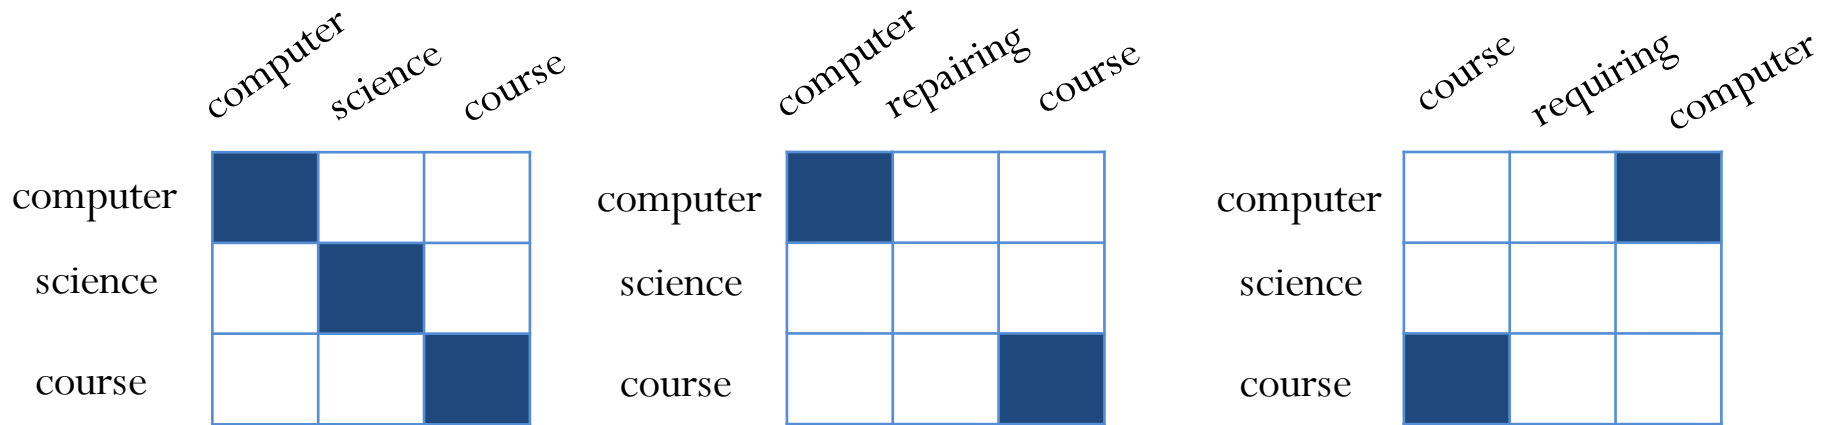 computer science course
computer
science
course
computer repairing course
computer
science
course
course requiring computer
computer
science
course